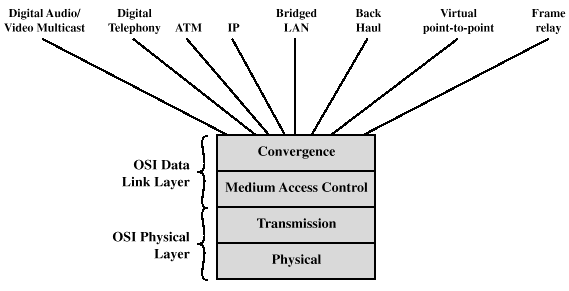 Digital Audio/
Video Multicast
Digital
Telephony
ATM
IP
Bridged
LAN
Back
Haul
Virtual
point-to-point
Frame
relay
Convergence
OSI Data
Link Layer
Medium Access Control
Transmission
OSI Physical
Layer
Physical